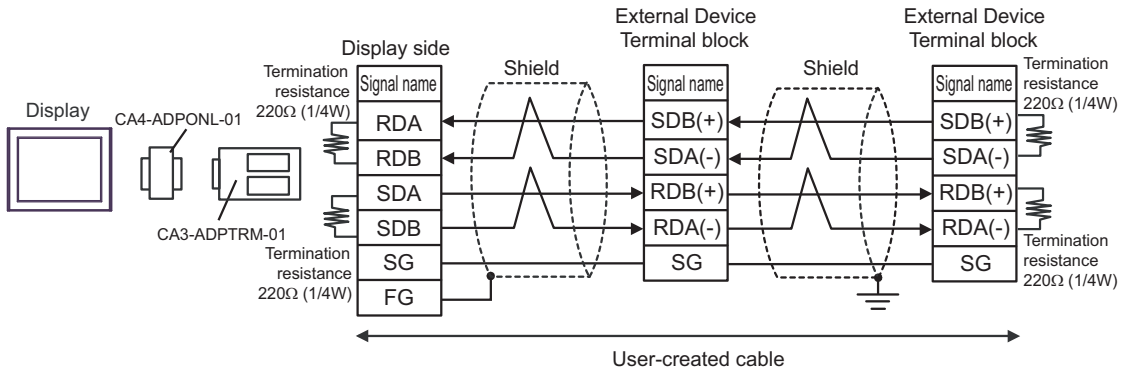 External Device
Terminal block
External Device
Terminal block
Display side
Termination
resistance
220Ω (1/4W)
Signal name
Shield
Signal name
Shield
Signal name
Termination
resistance
220Ω (1/4W)
Display
CA4-ADPONL-01
RDA
SDB(+)
SDB(+)
RDB
SDA(-)
SDA(-)
SDA
RDB(+)
RDB(+)
CA3-ADPTRM-01
SDB
RDA(-)
RDA(-)
Termination
resistance
220Ω (1/4W)
SG
SG
SG
Termination
resistance
220Ω (1/4W)
FG
User-created cable